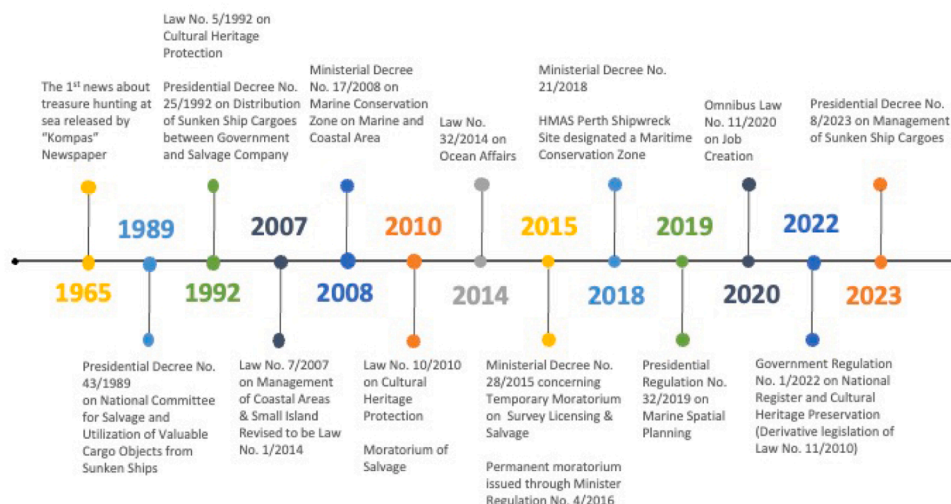 The 1st news about
treasure hunting at
sea released by
"Kompas"
Newspaper
1965
1989
Presidential Decree No.
43/1989
on National Committee
for Salvage and
Utilization of Valuable
Cargo Objects from
Sunken Ships
Law No. 5/1992 on
Cultural Heritage
Protection
Presidential Decree No.
25/1992 on Distribution
of Sunken Ship Cargoes
between Government
and Salvage Company
1992
2007
Law No. 7/2007
on Management
of Coastal Areas
& Small Island
Revised to be Law
No. 1/2014
Ministerial Decree
No. 17/2008 on
Marine Conservation
Zone on Marine and
Coastal Area
2008
2010
Law No. 10/2010
on Cultural
Heritage
Protection
Moratorium of
Salvage
Law No.
32/2014 on
Ocean Affairs
2014
2015
Ministerial Decree No.
28/2015 concerning
Temporary Moratorium
on Survey Licensing &
Salvage
Permanent moratorium
issued through Minister
Regulation No. 4/2016
Ministerial Decree No.
21/2018
HMAS Perth Shipwreck
Site designated a Maritime
Conservation Zone
2018
2019
Presidential
Regulation No.
32/2019 on
Marine Spatial
Planning
Omnibus Law
No. 11/2020
on Job
Creation
2020
2022
Government Regulation
No. 1/2022 on National
Register and Cultural
Heritage Preservation
(Derivative legislation of
Law No. 11/2010)
Presidential Decree No.
8/2023 on Management
of Sunken Ship Cargoes
2023